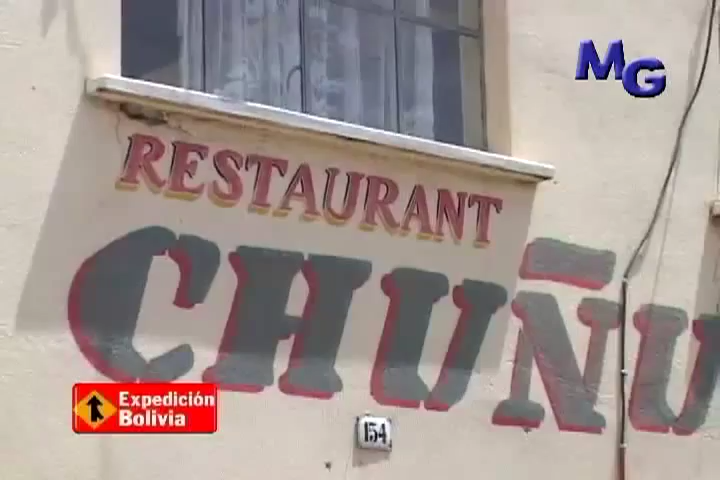 MG
RESTAURANT
CHUÑU
154
Expedición
Bolivia